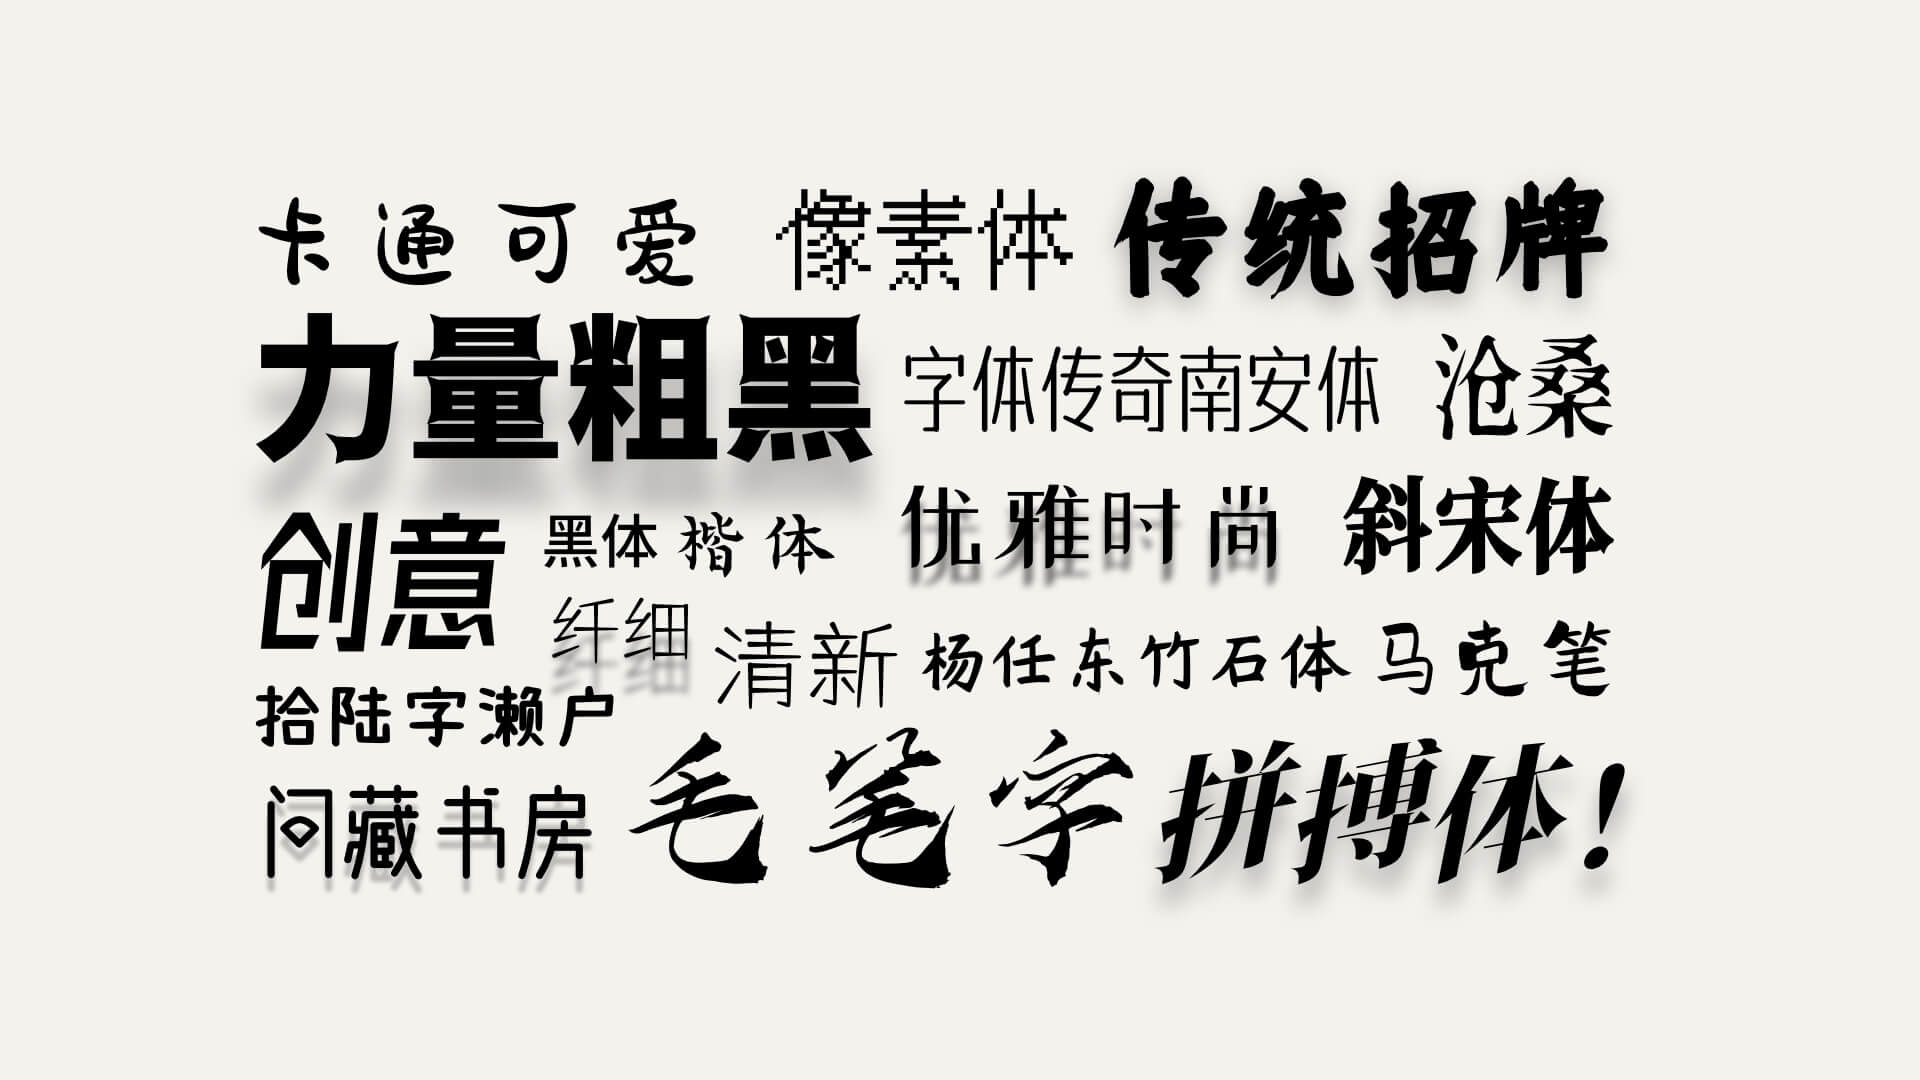 卡通可爱 像素体 传统招牌
力量粗黑 字体传奇南安体 沧桑
创意 黑体 楷体 优雅时尚 斜宋体
纤细 清新 杨任东竹石体 马克笔
拾陆字濑户
问藏书房 毛笔字 拼搏体！